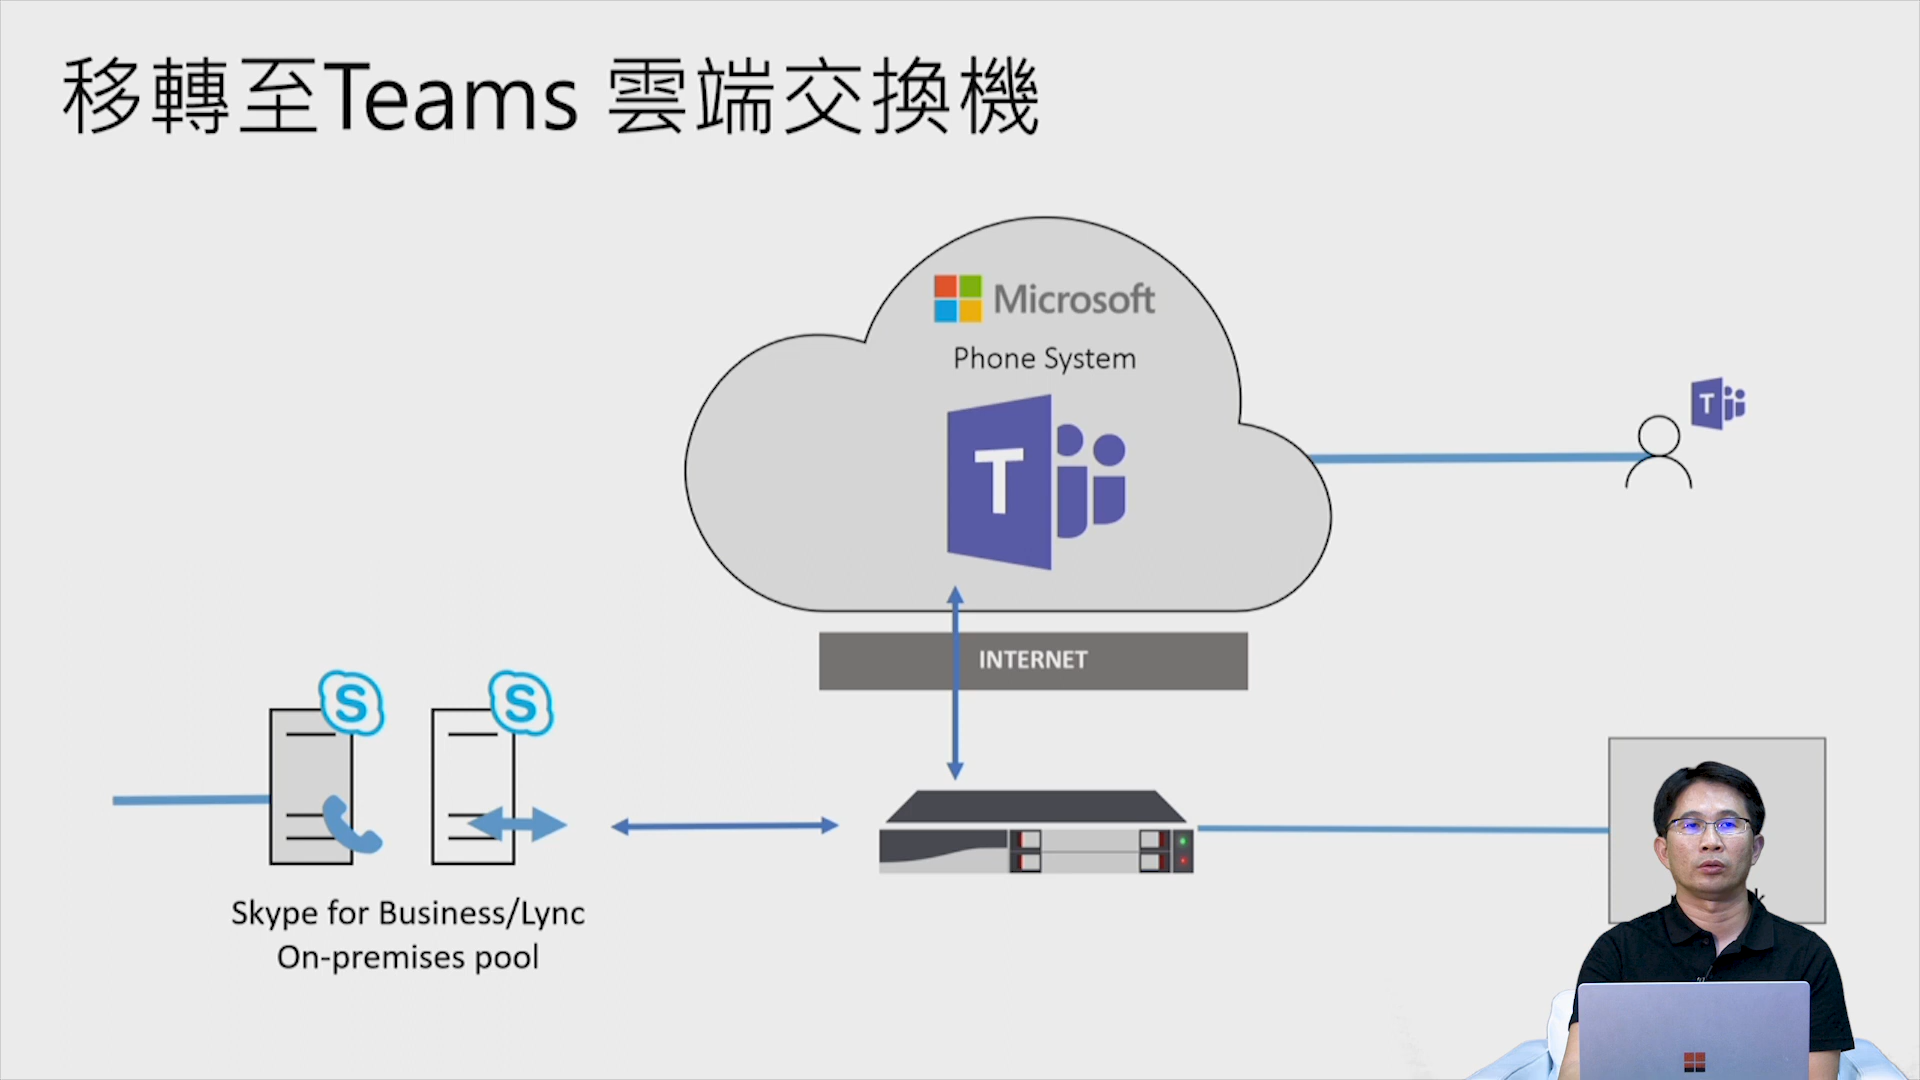 移轉至Teams 雲端交換機
Microsoft
Phone System
T
T
INTERNET
S
S
Skype for Business/Lync
On-premises pool